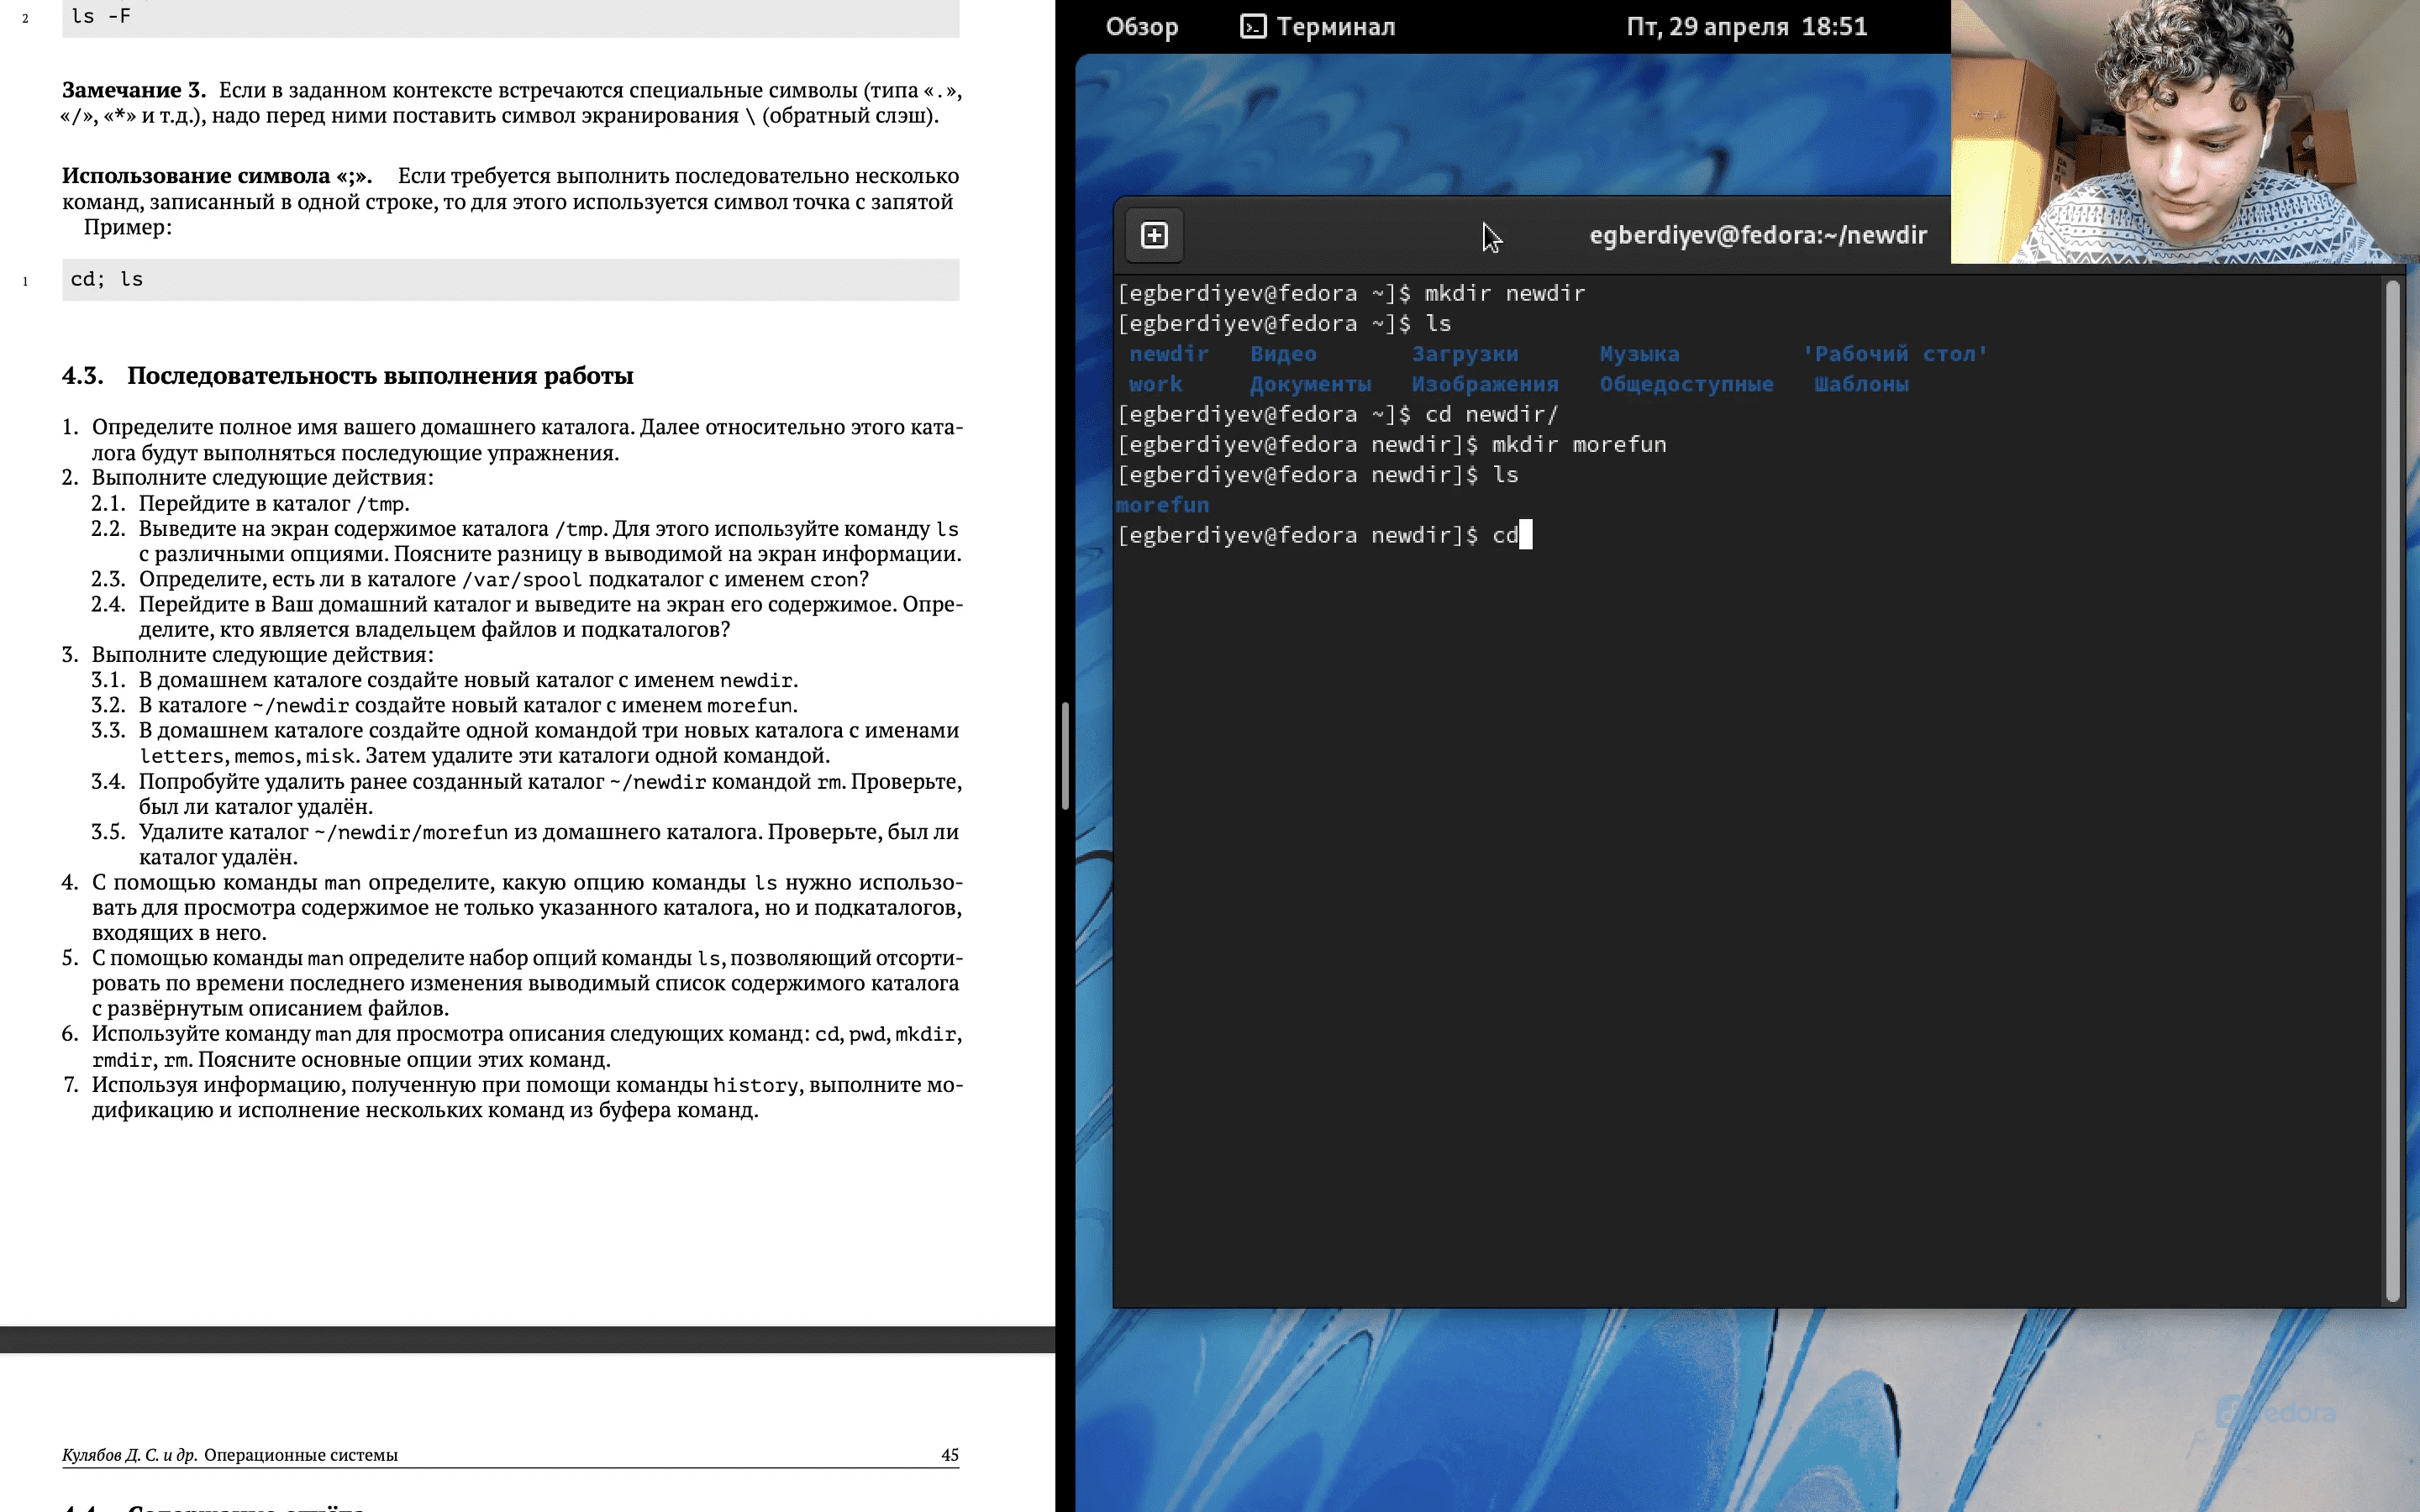 2
ls -F
Замечание 3. Если в заданном контексте встречаются специальные символы (типа «.»,
«/», «*» и т.д.), надо перед ними поставить символ экранирования \ (обратный слэш).
Использование символа «;». Если требуется выполнить последовательно несколько
команд, записанный в одной строке, то для этого используется символ точка с запятой
Пример:
1
cd; ls
4.3. Последовательность выполнения работы
1. Определите полное имя вашего домашнего каталога. Далее относительно этого ката-
лога будут выполняться последующие упражнения.
2. Выполните следующие действия:
2.1. Перейдите в каталог /tmp.
2.2. Выведите на экран содержимое каталога /tmp. Для этого используйте команду ls
с различными опциями. Поясните разницу в выводимой на экран информации.
2.3. Определите, есть ли в каталоге /var/spool подкаталог с именем cron?
2.4. Перейдите в Ваш домашний каталог и выведите на экран его содержимое. Опре-
делите, кто является владельцем файлов и подкаталогов?
3. Выполните следующие действия:
3.1. В домашнем каталоге создайте новый каталог с именем newdir.
3.2. В каталоге ~/newdir создайте новый каталог с именем morefun.
3.3. В домашнем каталоге создайте одной командой три новых каталога с именами
letters, memos, misk. Затем удалите эти каталоги одной командой.
3.4. Попробуйте удалить ранее созданный каталог ~/newdir командой rm. Проверьте,
был ли каталог удалён.
3.5. Удалите каталог ~/newdir/morefun из домашнего каталога. Проверьте, был ли
каталог удалён.
4. С помощью команды man определите, какую опцию команды ls нужно использо-
вать для просмотра содержимое не только указанного каталога, но и подкаталогов,
входящих в него.
5. С помощью команды man определите набор опций команды ls, позволяющий отсорти-
ровать по времени последнего изменения выводимый список содержимого каталога
с развёрнутым описанием файлов.
6. Используйте команду man для просмотра описания следующих команд: cd, pwd, mkdir,
rmdir, rm. Поясните основные опции этих команд.
7. Используя информацию, полученную при помощи команды history, выполните мо-
дификацию и исполнение нескольких команд из буфера команд.
Кулябов Д. С. и др. Операционные системы 45
Обзор Терминал Пт, 29 апреля 18:51
egberdiyev@fedora:~/newdir
[egberdiyev@fedora ~]$ mkdir newdir
[egberdiyev@fedora ~]$ ls
newdir Видео Загрузки Музыка 'Рабочий стол'
work Документы Изображения Общедоступные Шаблоны
[egberdiyev@fedora ~]$ cd newdir/
[egberdiyev@fedora newdir]$ mkdir morefun
[egberdiyev@fedora newdir]$ ls
morefun
[egberdiyev@fedora newdir]$ cd
fedora